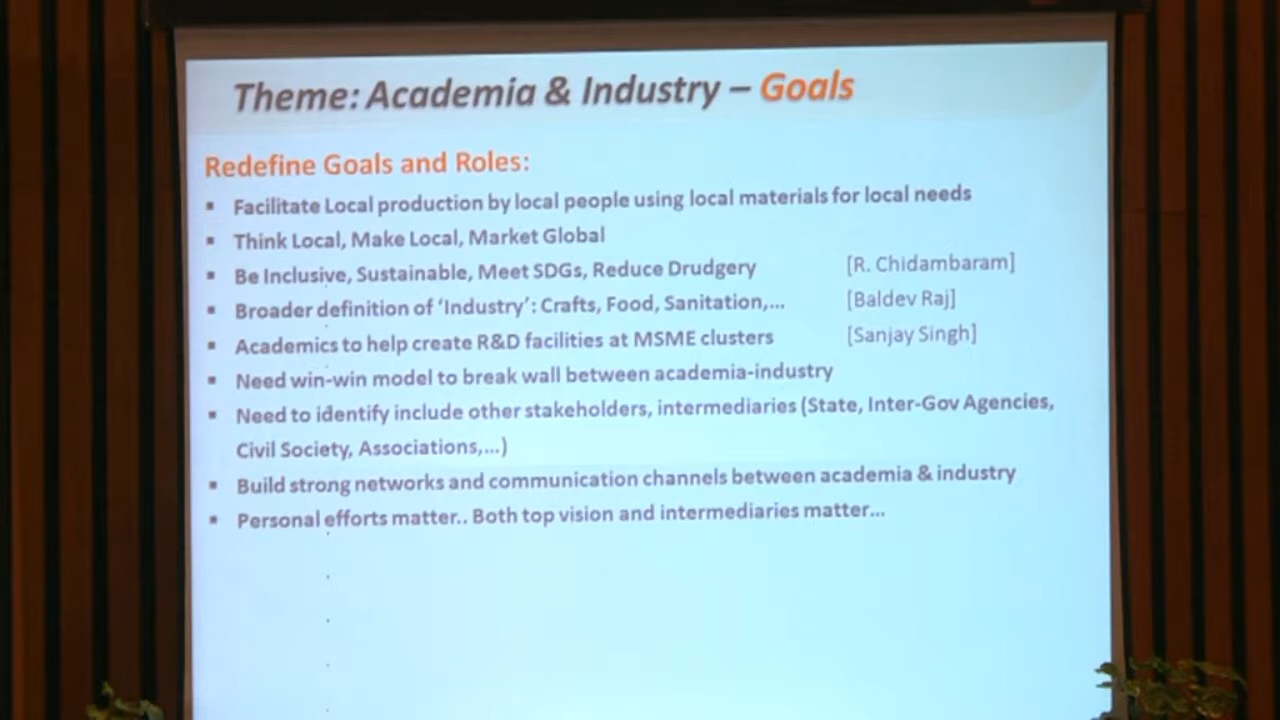 Theme: Academia & Industry – Goals
Redefine Goals and Roles:
▪ Facilitate Local production by local people using local materials for local needs
▪ Think Local, Make Local, Market Global
▪ Be Inclusive, Sustainable, Meet SDGs, Reduce Drudgery [R. Chidambaram]
▪ Broader definition of ‘Industry’: Crafts, Food, Sanitation,... [Baldev Raj]
▪ Academics to help create R&D facilities at MSME clusters [Sanjay Singh]
▪ Need win-win model to break wall between academia-industry
▪ Need to identify include other stakeholders, intermediaries (State, Inter-Gov Agencies,
Civil Society, Associations,...)
▪ Build strong networks and communication channels between academia & industry
▪ Personal efforts matter.. Both top vision and intermediaries matter...